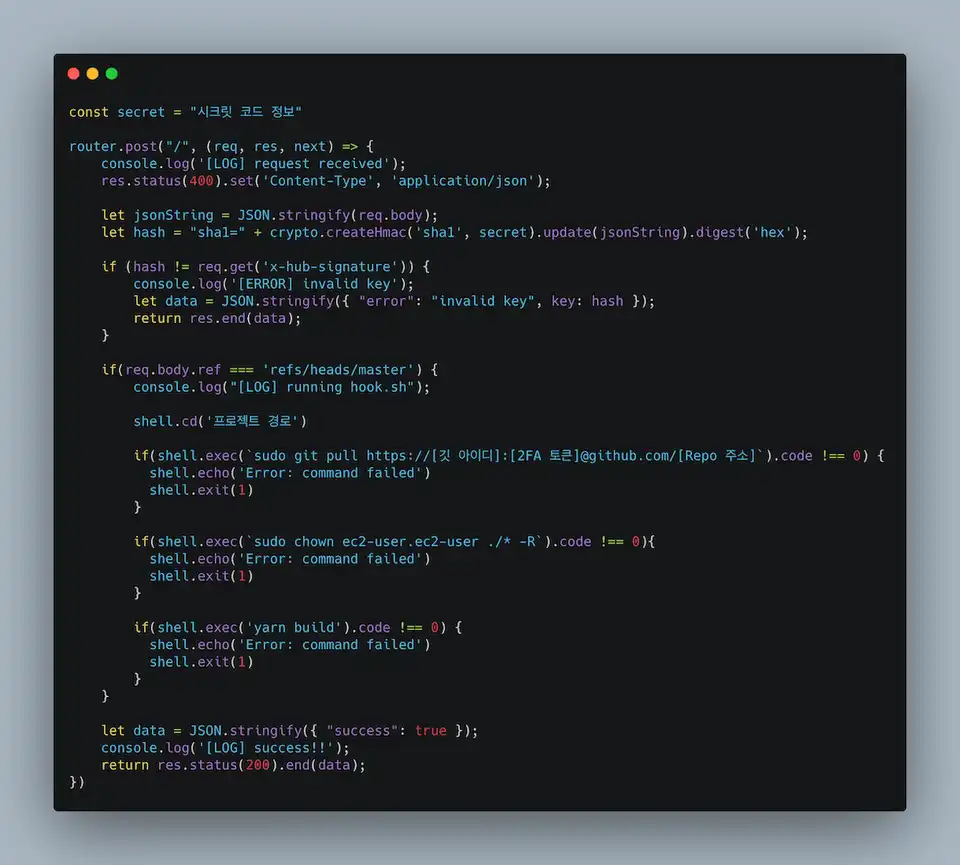 const secret = "시크릿 코드 정보"
router.post("/", (req, res, next) => {
console.log('[LOG] request received');
res.status(400).set('Content-Type', 'application/json');
let jsonString = JSON.stringify(req.body);
let hash = "sha1=" + crypto.createHmac('sha1', secret).update(jsonString).digest('hex');
if (hash != req.get('x-hub-signature')) {
console.log('[ERROR] invalid key');
let data = JSON.stringify({ "error": "invalid key", key: hash });
return res.end(data);
}
if(req.body.ref === 'refs/heads/master') {
console.log("[LOG] running hook.sh");
shell.cd('프로젝트 경로')
if(shell.exec(`sudo git pull https://[깃 아이디]:[2FA 토큰]@github.com/[Repo 주소]`).code !== 0) {
shell.echo('Error: command failed')
shell.exit(1)
}
if(shell.exec(`sudo chown ec2-user.ec2-user ./* -R`).code !== 0){
shell.echo('Error: command failed')
shell.exit(1)
}
if(shell.exec('yarn build').code !== 0) {
shell.echo('Error: command failed')
shell.exit(1)
}
}
let data = JSON.stringify({ "success": true });
console.log('[LOG] success!!');
return res.status(200).end(data);
})